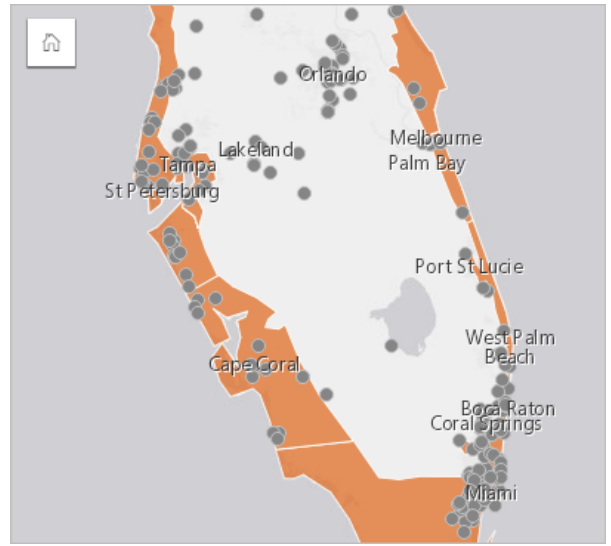 Orlando
Melbourne
Lakeland
Tampa
Palm Bay
St Petersburg
Port St Lucie
West Palm
Beach
Cape Coral
Boca Raton
Coral Springs
Miami